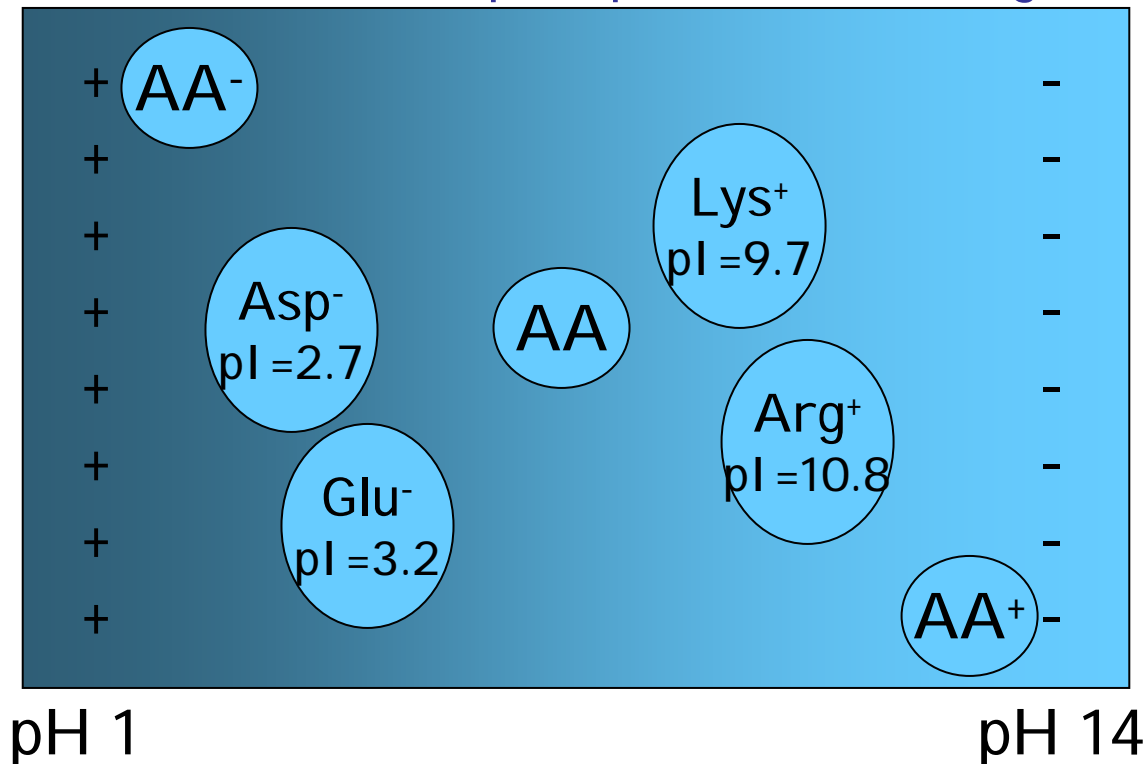 + AA⁻ -
+ -
Lys⁺
pI =9.7
+ -
Asp⁻
pI =2.7
+ AA -
+ -
Arg⁺
pI =10.8
+ -
Glu⁻
pI =3.2
+ -
+ AA⁺ -
pH 1 pH 14